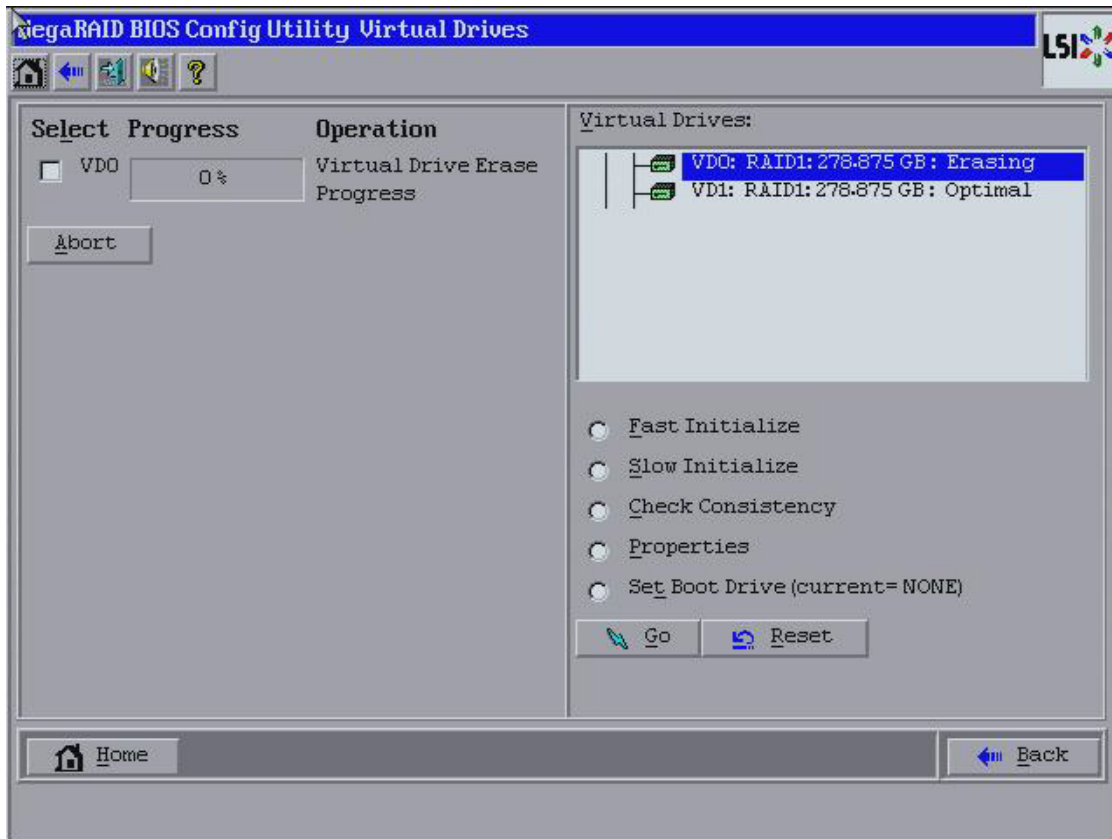 MegaRAID BIOS Config Utility Virtual Drives
LSI
Select Progress Operation
VD0 0 % Virtual Drive Erase
Progress
Abort
Virtual Drives:
VD0: RAID1: 278.875 GB: Erasing
VD1: RAID1: 278.875 GB: Optimal
Fast Initialize
Slow Initialize
Check Consistency
Properties
Set Boot Drive (current= NONE)
Go Reset
Home Back